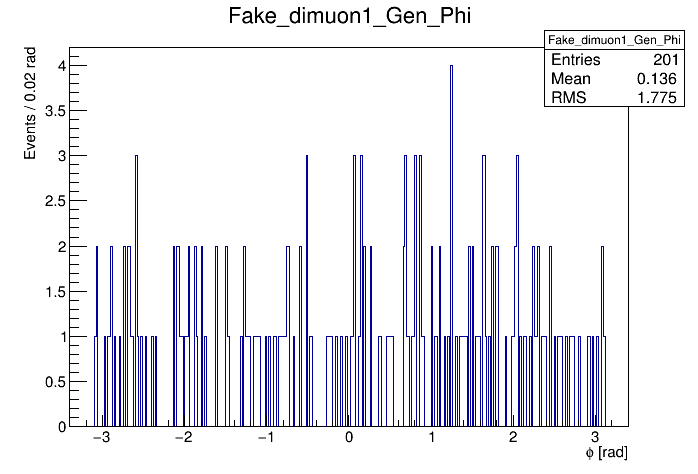 Fake_dimuon1_Gen_Phi
Fake_dimuon1_Gen_Phi
Entries 201
Mean 0.136
RMS 1.775
Events / 0.02 rad
4
3.5
3
2.5
2
1.5
1
0.5
0
−3 −2 −1 0 1 2 3
ϕ [rad]